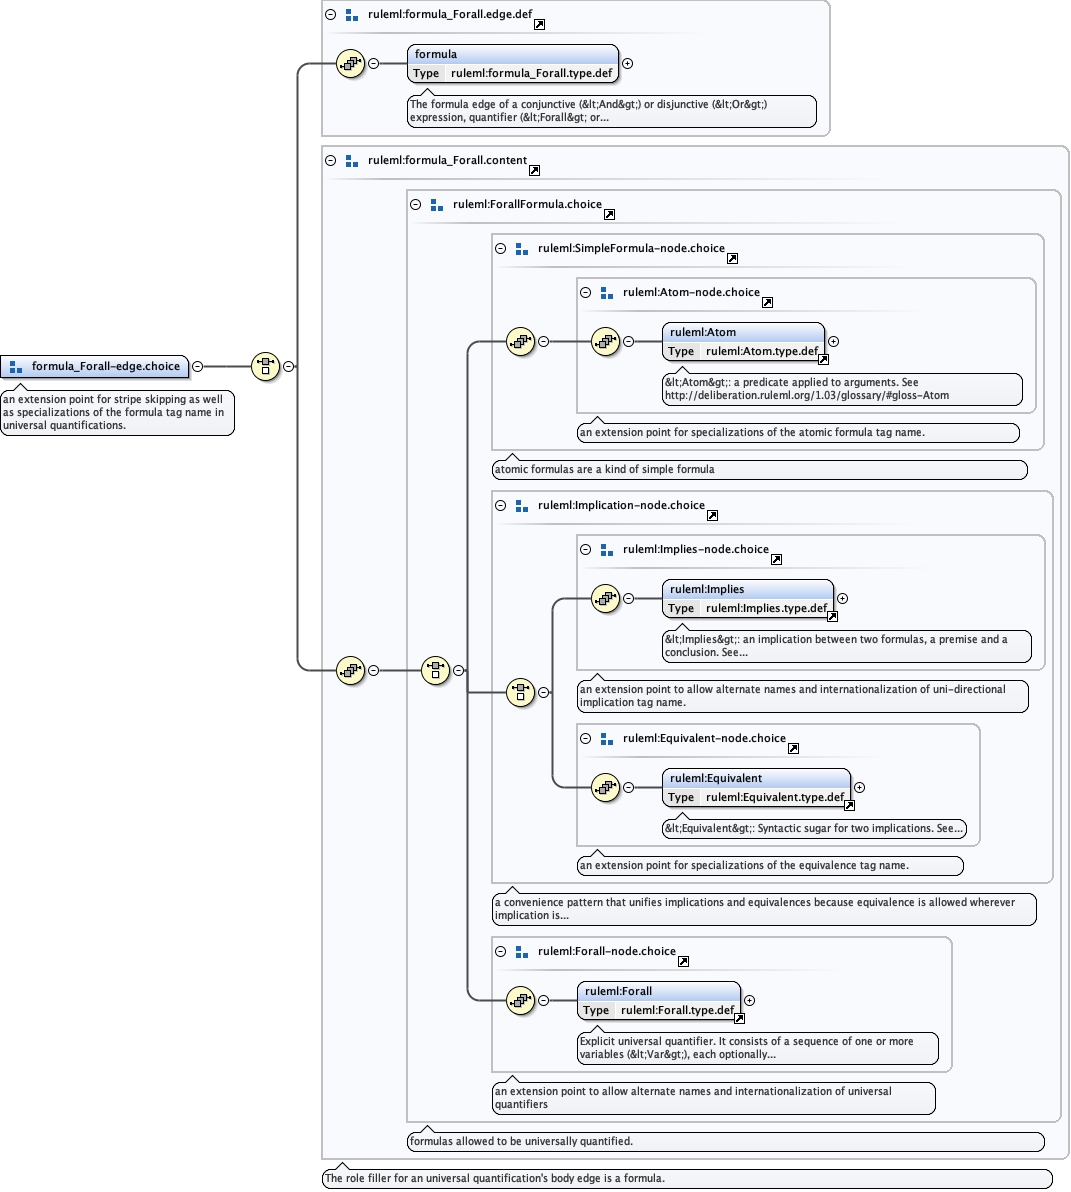 ruleml:formula_Forall.edge.def
formula
Type ruleml:formula_Forall.type.def
The formula edge of a conjunctive (&lt;And&gt;) or disjunctive (&lt;Or&gt;)
expression, quantifier (&lt;Forall&gt; or...
ruleml:formula_Forall.content
ruleml:ForallFormula.choice
ruleml:SimpleFormula-node.choice
ruleml:Atom-node.choice
ruleml:Atom
Type ruleml:Atom.type.def
&lt;Atom&gt;: a predicate applied to arguments. See
http://deliberation.ruleml.org/1.03/glossary/#gloss-Atom
an extension point for specializations of the atomic formula tag name.
atomic formulas are a kind of simple formula
formula_Forall-edge.choice
an extension point for stripe skipping as well
as specializations of the formula tag name in
universal quantifications.
ruleml:Implication-node.choice
ruleml:Implies-node.choice
ruleml:Implies
Type ruleml:Implies.type.def
&lt;Implies&gt;: an implication between two formulas, a premise and a
conclusion. See...
an extension point to allow alternate names and internationalization of uni-directional
implication tag name.
ruleml:Equivalent-node.choice
ruleml:Equivalent
Type ruleml:Equivalent.type.def
&lt;Equivalent&gt;: Syntactic sugar for two implications. See...
an extension point for specializations of the equivalence tag name.
a convenience pattern that unifies implications and equivalences because equivalence is allowed wherever
implication is...
ruleml:Forall-node.choice
ruleml:Forall
Type ruleml:Forall.type.def
Explicit universal quantifier. It consists of a sequence of one or more
variables (&lt;Var&gt;), each optionally...
an extension point to allow alternate names and internationalization of universal
quantifiers
formulas allowed to be universally quantified.
The role filler for an universal quantification's body edge is a formula.